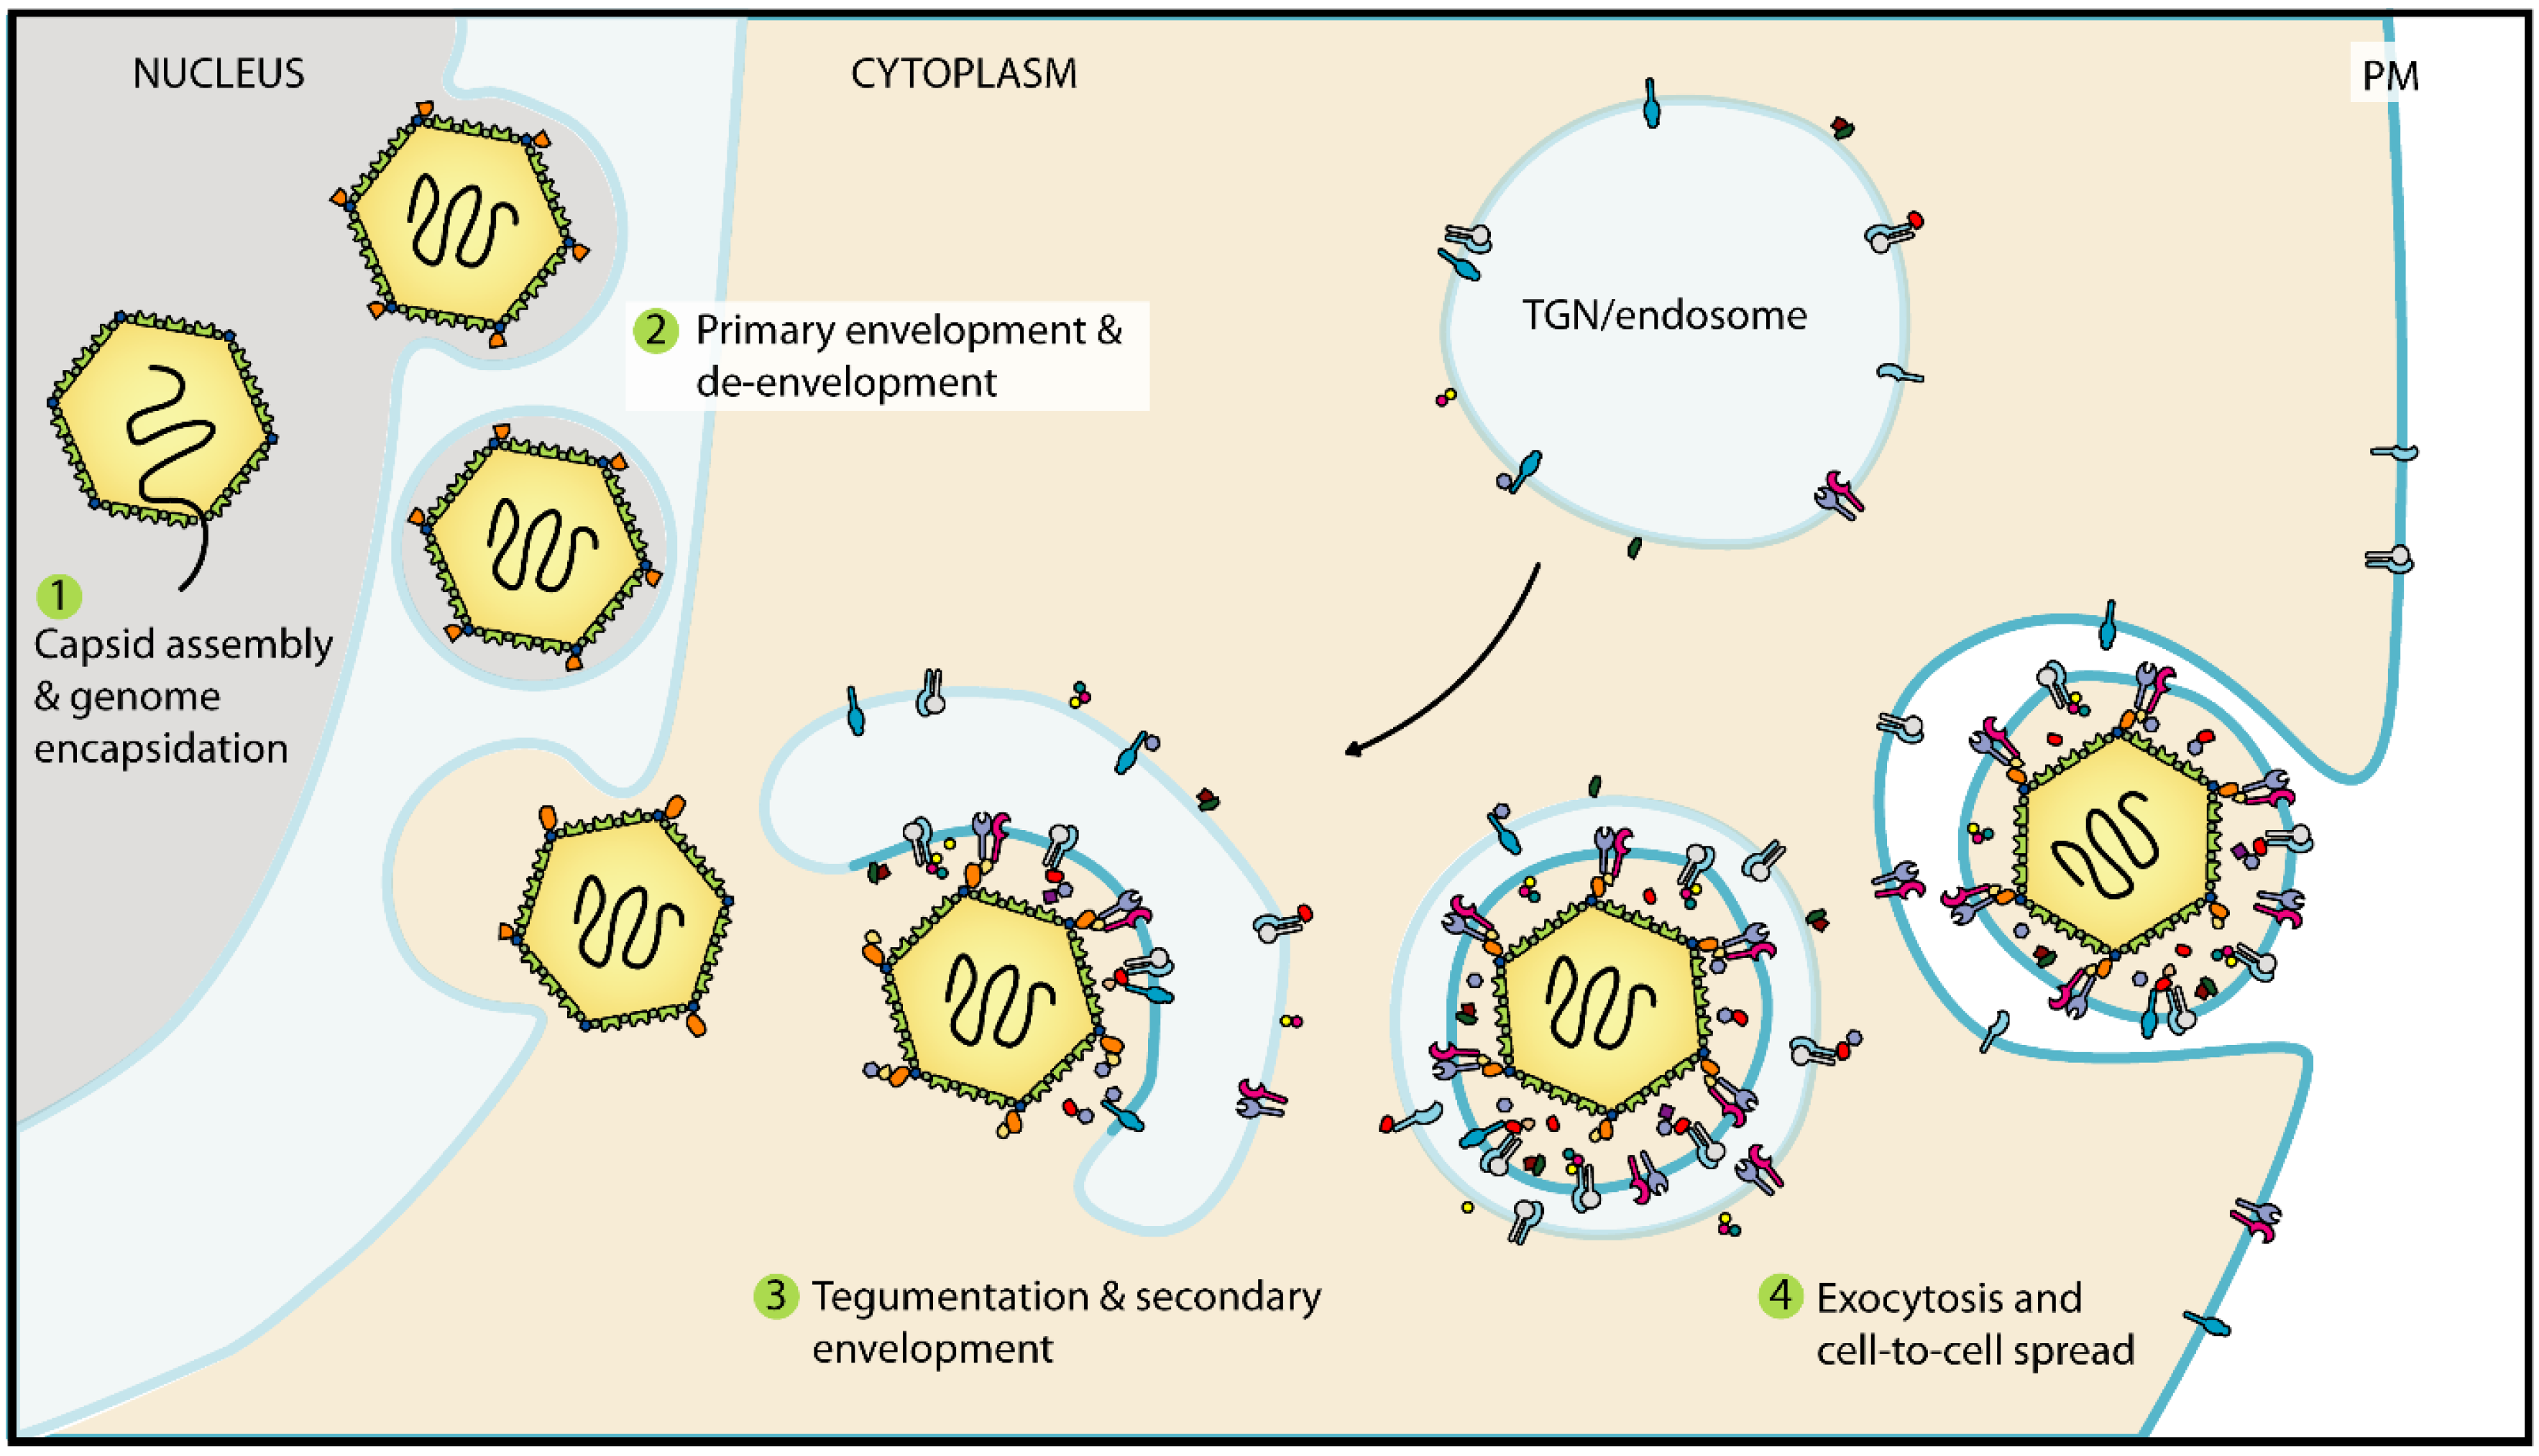 NUCLEUS
CYTOPLASM
PM
TGN/endosome
2 Primary envelopment &
de-envelopment
1
Capsid assembly
& genome
encapsidation
3 Tegumentation & secondary
envelopment
4 Exocytosis and
cell-to-cell spread